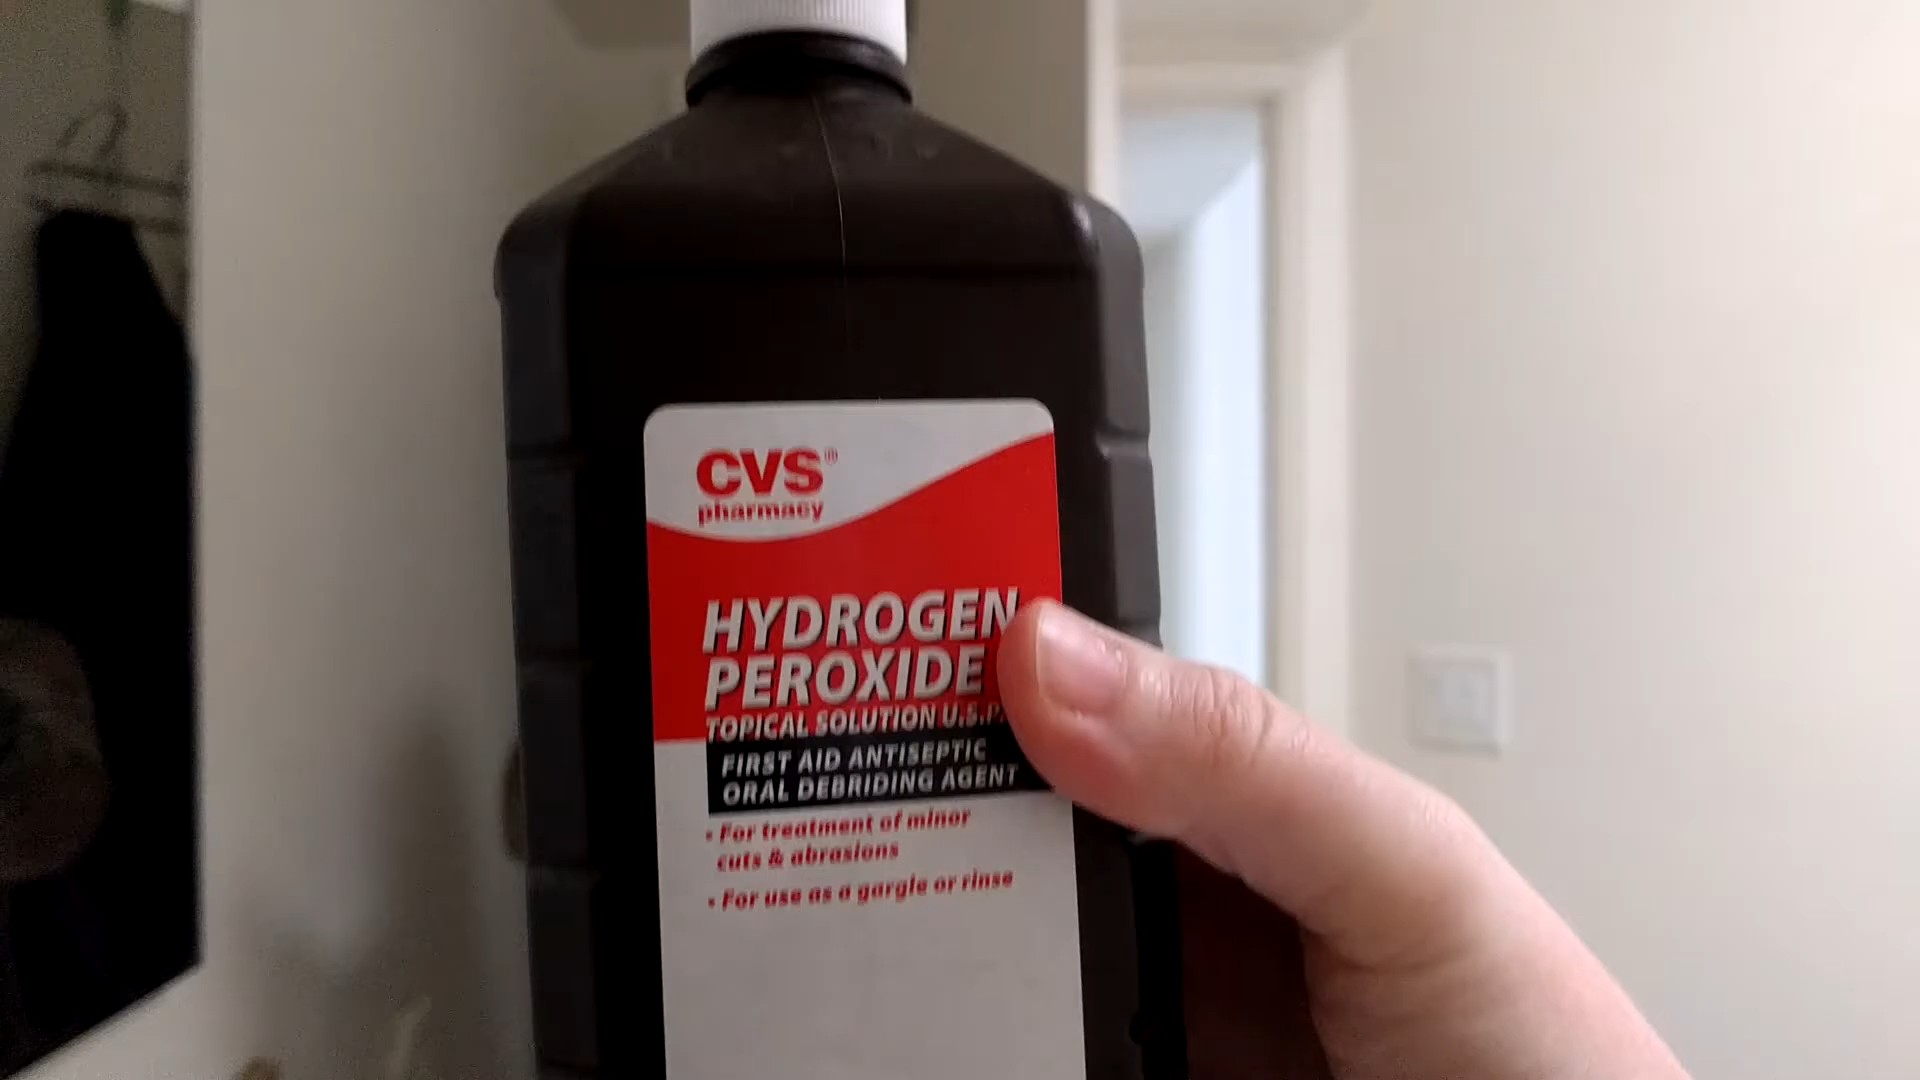 CVS®
pharmacy
HYDROGEN
PEROXIDE
TOPICAL SOLUTION U.S.P.
FIRST AID ANTISEPTIC
ORAL DEBRIDING AGENT
• For treatment of minor
cuts & abrasions
• For use as a gargle or rinse